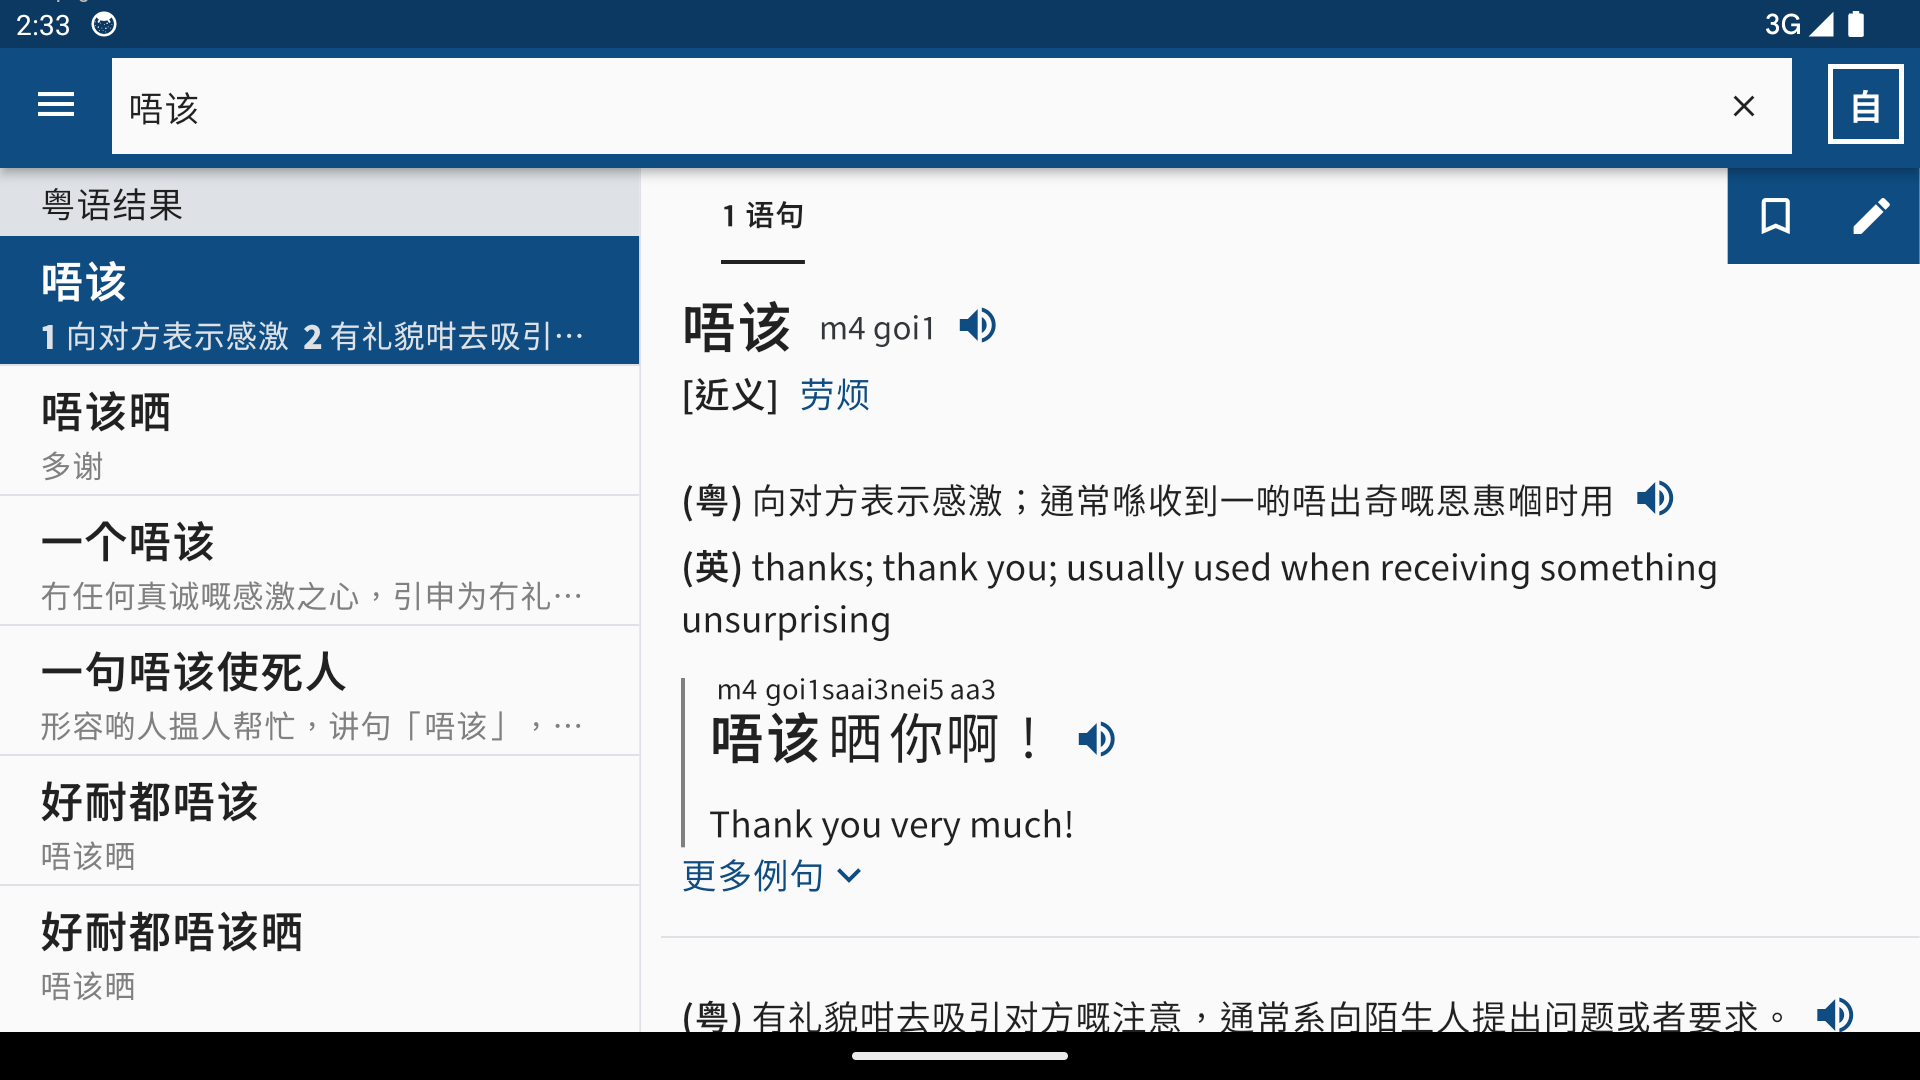 2:33
3G
唔该
自
粤语结果
唔该
1 向对方表示感激 2 有礼貌咁去吸引…
唔该晒
多谢
一个唔该
冇任何真诚嘅感激之心，引申为冇礼…
一句唔该使死人
形容啲人揾人帮忙，讲句「唔该」，…
好耐都唔该
唔该晒
好耐都唔该晒
唔该晒
1 语句
唔该 m4 goi1
[近义] 劳烦
(粤) 向对方表示感激；通常喺收到一啲唔出奇嘅恩惠嗰时用
(英) thanks; thank you; usually used when receiving something
unsurprising
m4 goi1saai3nei5 aa3
唔该晒你啊！
Thank you very much!
更多例句
(粤) 有礼貌咁去吸引对方嘅注意，通常系向陌生人提出问题或者要求。